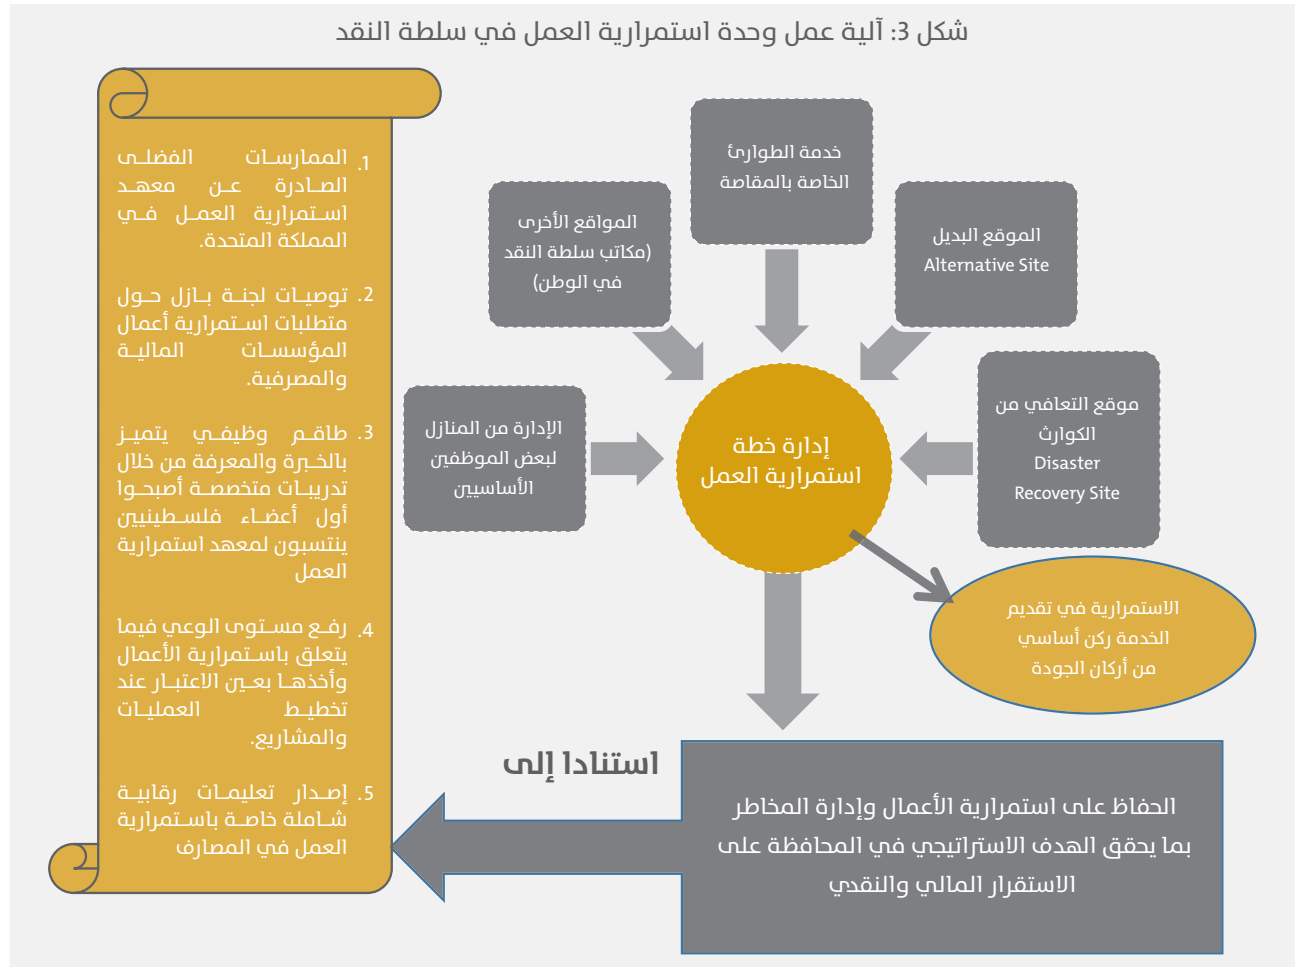 شكل 3: آلية عمل وحدة استمرارية العمل في سلطة النقد
خدمة الطوارئ
الخاصة بالمقاصة
الموقع البديل
Alternative Site
المواقع الأخرى
(مكاتب سلطة النقد
في الوطن)
موقع التعافي من
الكوارث
Disaster
Recovery Site
الإدارة من المنازل
لبعض الموظفين
الأساسيين
إدارة خطة
استمرارية العمل
الاستمرارية في تقديم
الخدمة ركن أساسي
من أركان الجودة
الحفاظ على استمرارية الأعمال وإدارة المخاطر
بما يحقق الهدف الاستراتيجي في المحافظة على
الاستقرار المالي والنقدي
استنادا إلى
1. الممارسات الفضلى
الصادرة عن معهد
استمرارية العمل في
المملكة المتحدة.
2. توصيات لجنة بازل حول
متطلبات استمرارية أعمال
المؤسسات المالية
والمصرفية.
3. طاقم وظيفي يتميز
بالخبرة والمعرفة من خلال
تدريبات متخصصة أصبحوا
أول أعضاء فلسطينيين
ينتسبون لمعهد استمرارية
العمل
4. رفع مستوى الوعي فيما
يتعلق باستمرارية الأعمال
وأخذها بعين الاعتبار عند
تخطيط العمليات
والمشاريع.
5. إصدار تعليمات رقابية
شاملة خاصة باستمرارية
العمل في المصارف